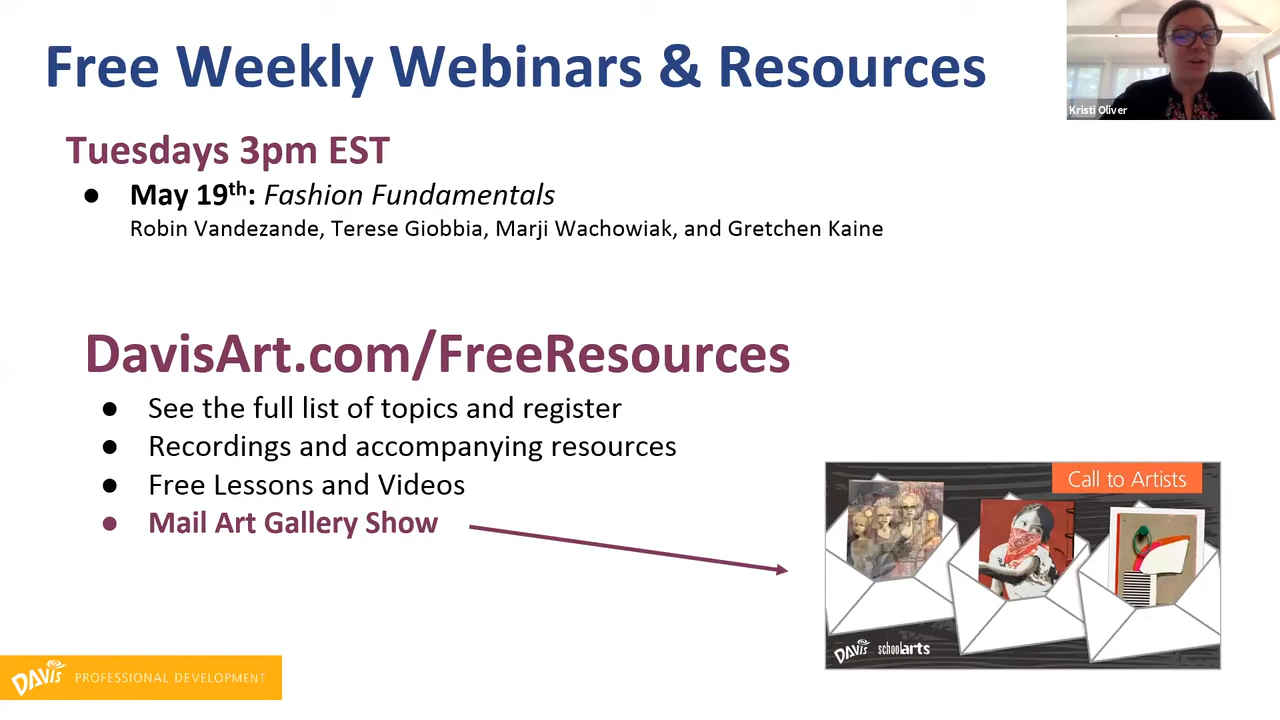 Free Weekly Webinars & Resources
Kristi Oliver
Tuesdays 3pm EST
● May 19th: Fashion Fundamentals
Robin Vandezande, Terese Giobbia, Marji Wachowiak, and Gretchen Kaine
DavisArt.com/FreeResources
● See the full list of topics and register
● Recordings and accompanying resources
● Free Lessons and Videos
● Mail Art Gallery Show
Call to Artists
DAVIS schoolarts
DAVIS PROFESSIONAL DEVELOPMENT